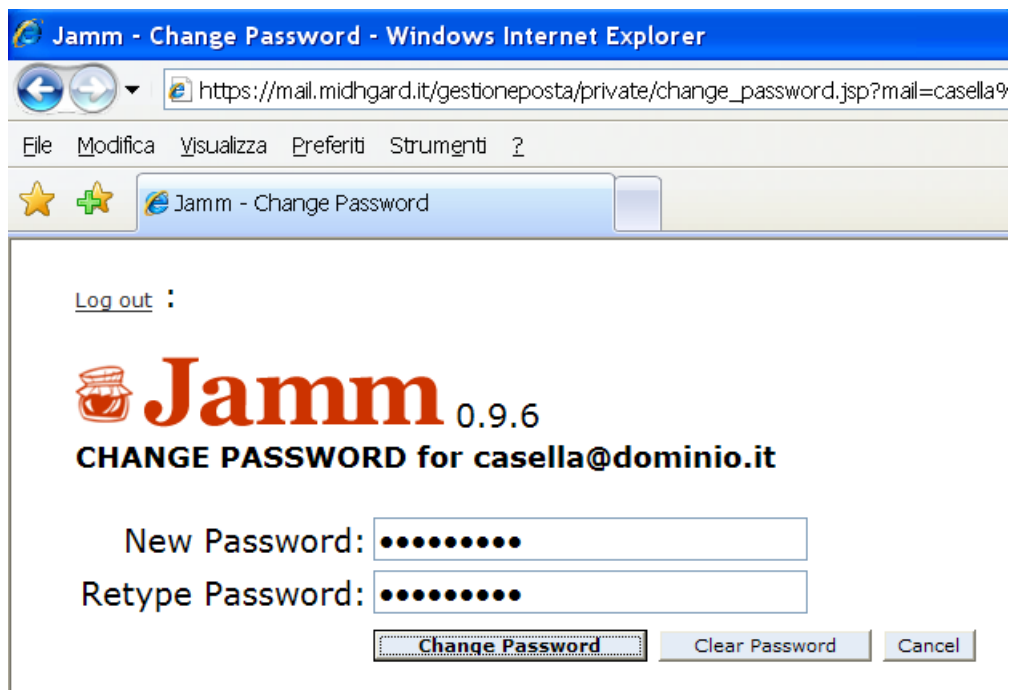 Jamm - Change Password - Windows Internet Explorer
https://mail.midhgard.it/gestioneposta/private/change_password.jsp?mail=casella%
File Modifica Visualizza Preferiti Strumenti ?
Jamm - Change Password
Log out :
Jamm 0.9.6
CHANGE PASSWORD for casella@dominio.it
New Password: •••••••••
Retype Password: •••••••••
Change Password Clear Password Cancel